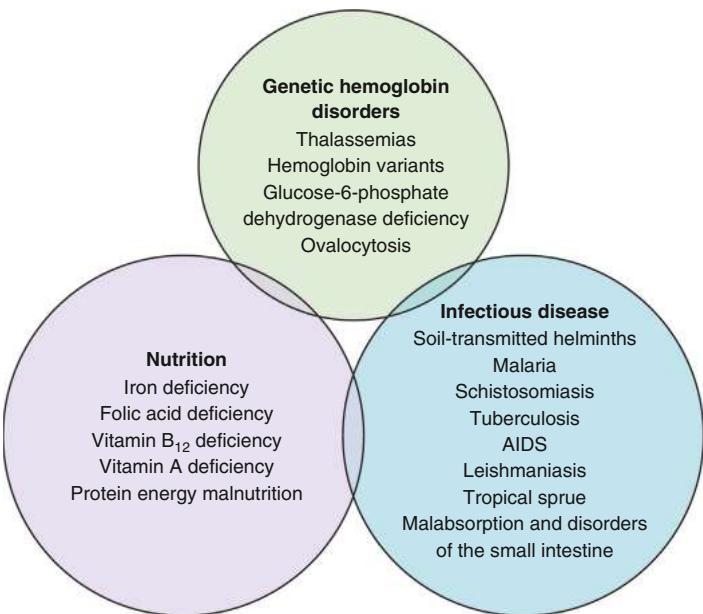 Genetic hemoglobin
disorders
Thalassemias
Hemoglobin variants
Glucose-6-phosphate
dehydrogenase deficiency
Ovalocytosis
Nutrition
Iron deficiency
Folic acid deficiency
Vitamin B₁₂ deficiency
Vitamin A deficiency
Protein energy malnutrition
Infectious disease
Soil-transmitted helminths
Malaria
Schistosomiasis
Tuberculosis
AIDS
Leishmaniasis
Tropical sprue
Malabsorption and disorders
of the small intestine